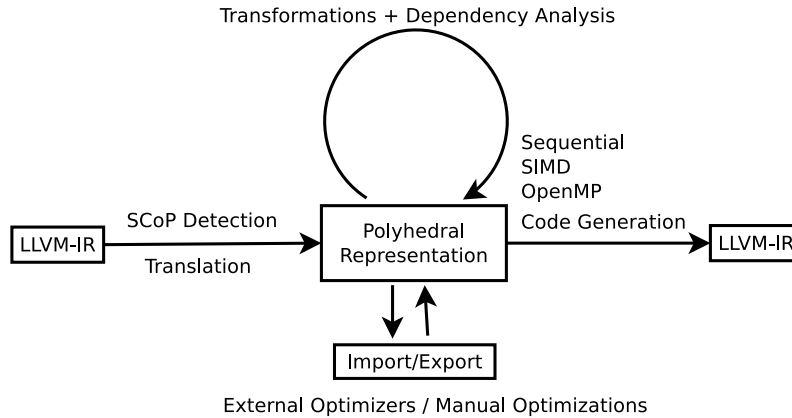 Transformations + Dependency Analysis
Sequential
SIMD
OpenMP
Code Generation
SCoP Detection
Translation
LLVM-IR
Polyhedral
Representation
LLVM-IR
Import/Export
External Optimizers / Manual Optimizations